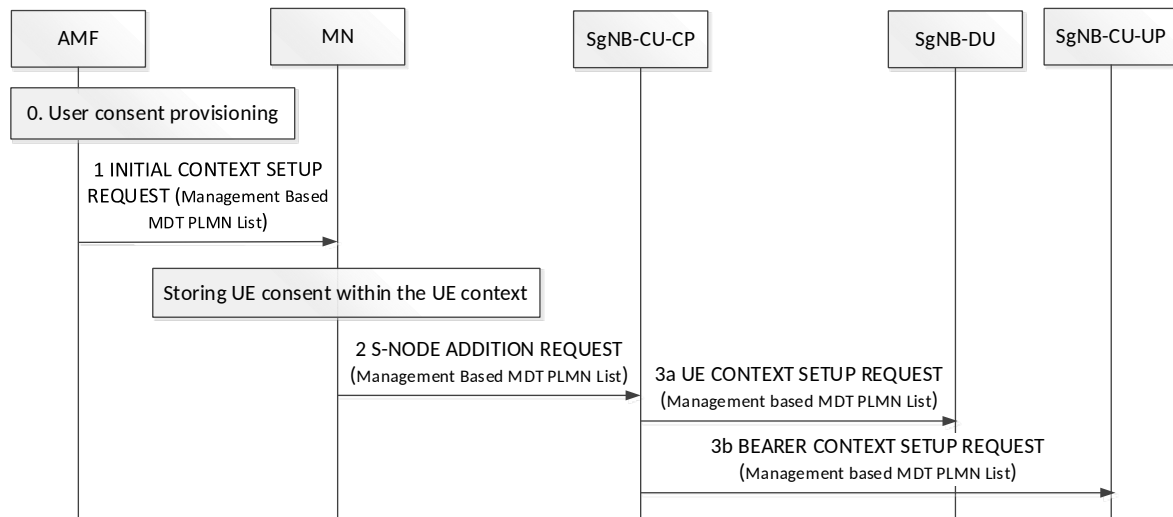 AMF
MN
SgNB-CU-CP
SgNB-DU
SgNB-CU-UP
0. User consent provisioning
1 INITIAL CONTEXT SETUP
REQUEST (Management Based
MDT PLMN List)
Storing UE consent within the UE context
2 S-NODE ADDITION REQUEST
(Management Based MDT PLMN List)
3a UE CONTEXT SETUP REQUEST
(Management based MDT PLMN List)
3b BEARER CONTEXT SETUP REQUEST
(Management based MDT PLMN List)